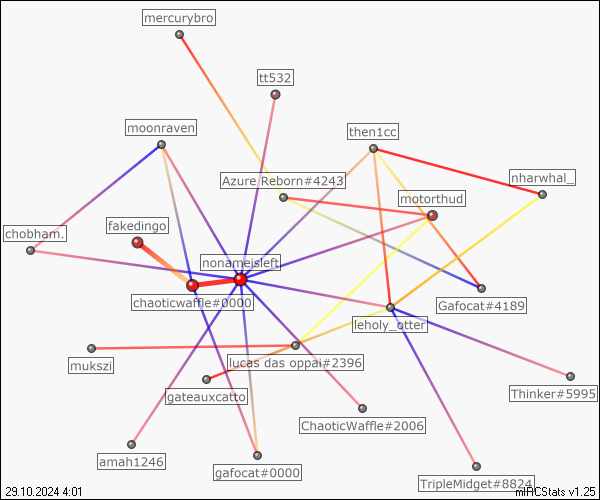 mercurybro
tt532
moonraven
then1cc
Azure Reborn#4243
nharwhal_
motorthud
fakedingo
chobham.
nonameisleft
chaoticwaffle#0000
Gafocat#4189
leholy_otter
lucas das oppai#2396
mukszi
gateauxcatto
Thinker#5995
ChaoticWaffle#2006
amah1246
gafocat#0000
TripleMidget#8824
29.10.2024 4:01
mIRCStats v1.25